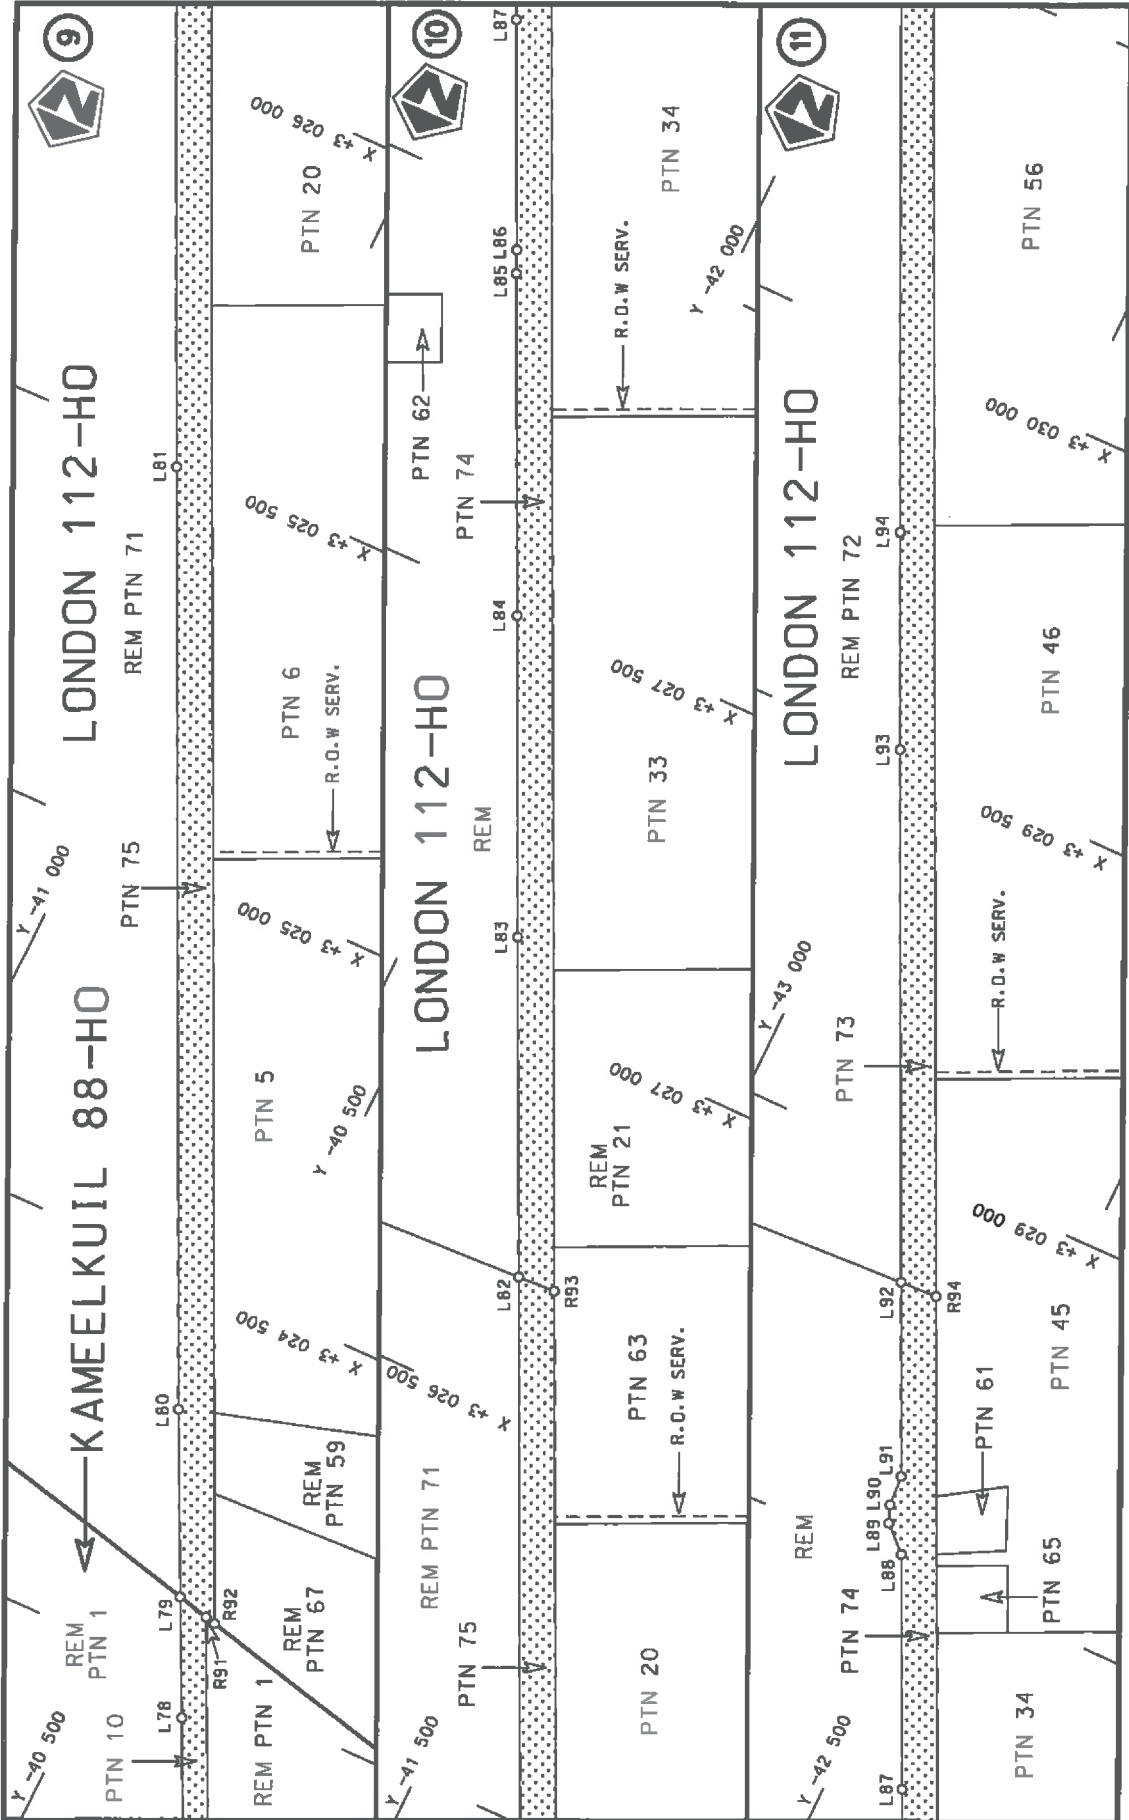 9
KAMEELKUIL 88-HO
LONDON 112-HO
Y -40 500
Y -41 000
REM
PTN 1
PTN 10
PTN 75
REM PTN 71
L78
L79
L80
L81
R91
R92
REM PTN 1
REM
PTN 67
REM
PTN 59
PTN 5
PTN 6
PTN 20
R.O.W SERV.
Y -40 500
X +3 024 500
X +3 025 000
X +3 025 500
X +3 026 000
10
LONDON 112-HO
Y -41 500
REM PTN 71
X +3 026 500
REM
PTN 75
PTN 74
PTN 62
L82
L83
L84
L85
L86
L87
R93
PTN 20
PTN 63
R.O.W SERV.
REM
PTN 21
PTN 33
PTN 34
R.O.W SERV.
X +3 027 000
X +3 027 500
Y -42 000
11
LONDON 112-HO
Y -42 500
Y -43 000
REM
REM PTN 72
PTN 74
PTN 73
L87
L88
L89
L90
L91
L92
L93
L94
R94
PTN 34
PTN 65
PTN 61
PTN 45
R.O.W SERV.
PTN 46
PTN 56
X +3 029 000
X +3 029 500
X +3 030 000